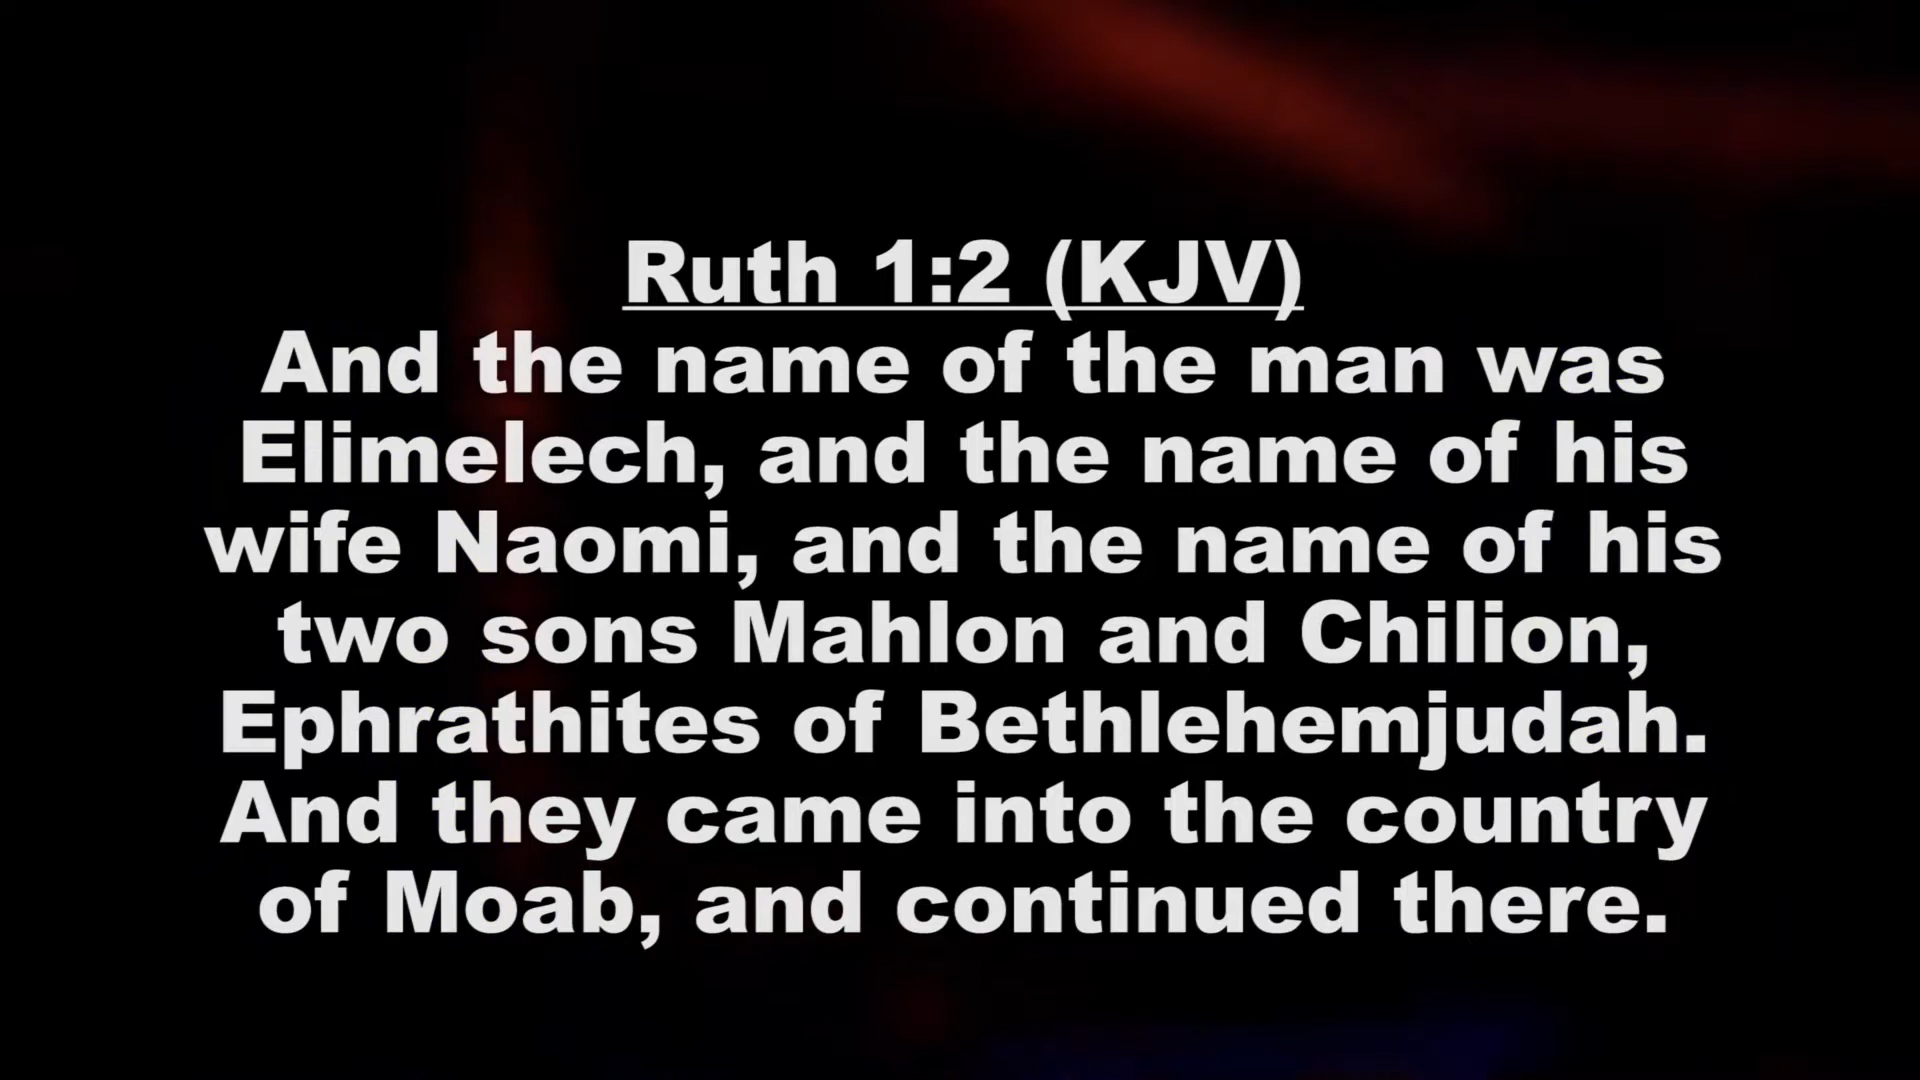 Ruth 1:2 (KJV)
And the name of the man was
Elimelech, and the name of his
wife Naomi, and the name of his
two sons Mahlon and Chilion,
Ephrathites of Bethlehemjudah.
And they came into the country
of Moab, and continued there.